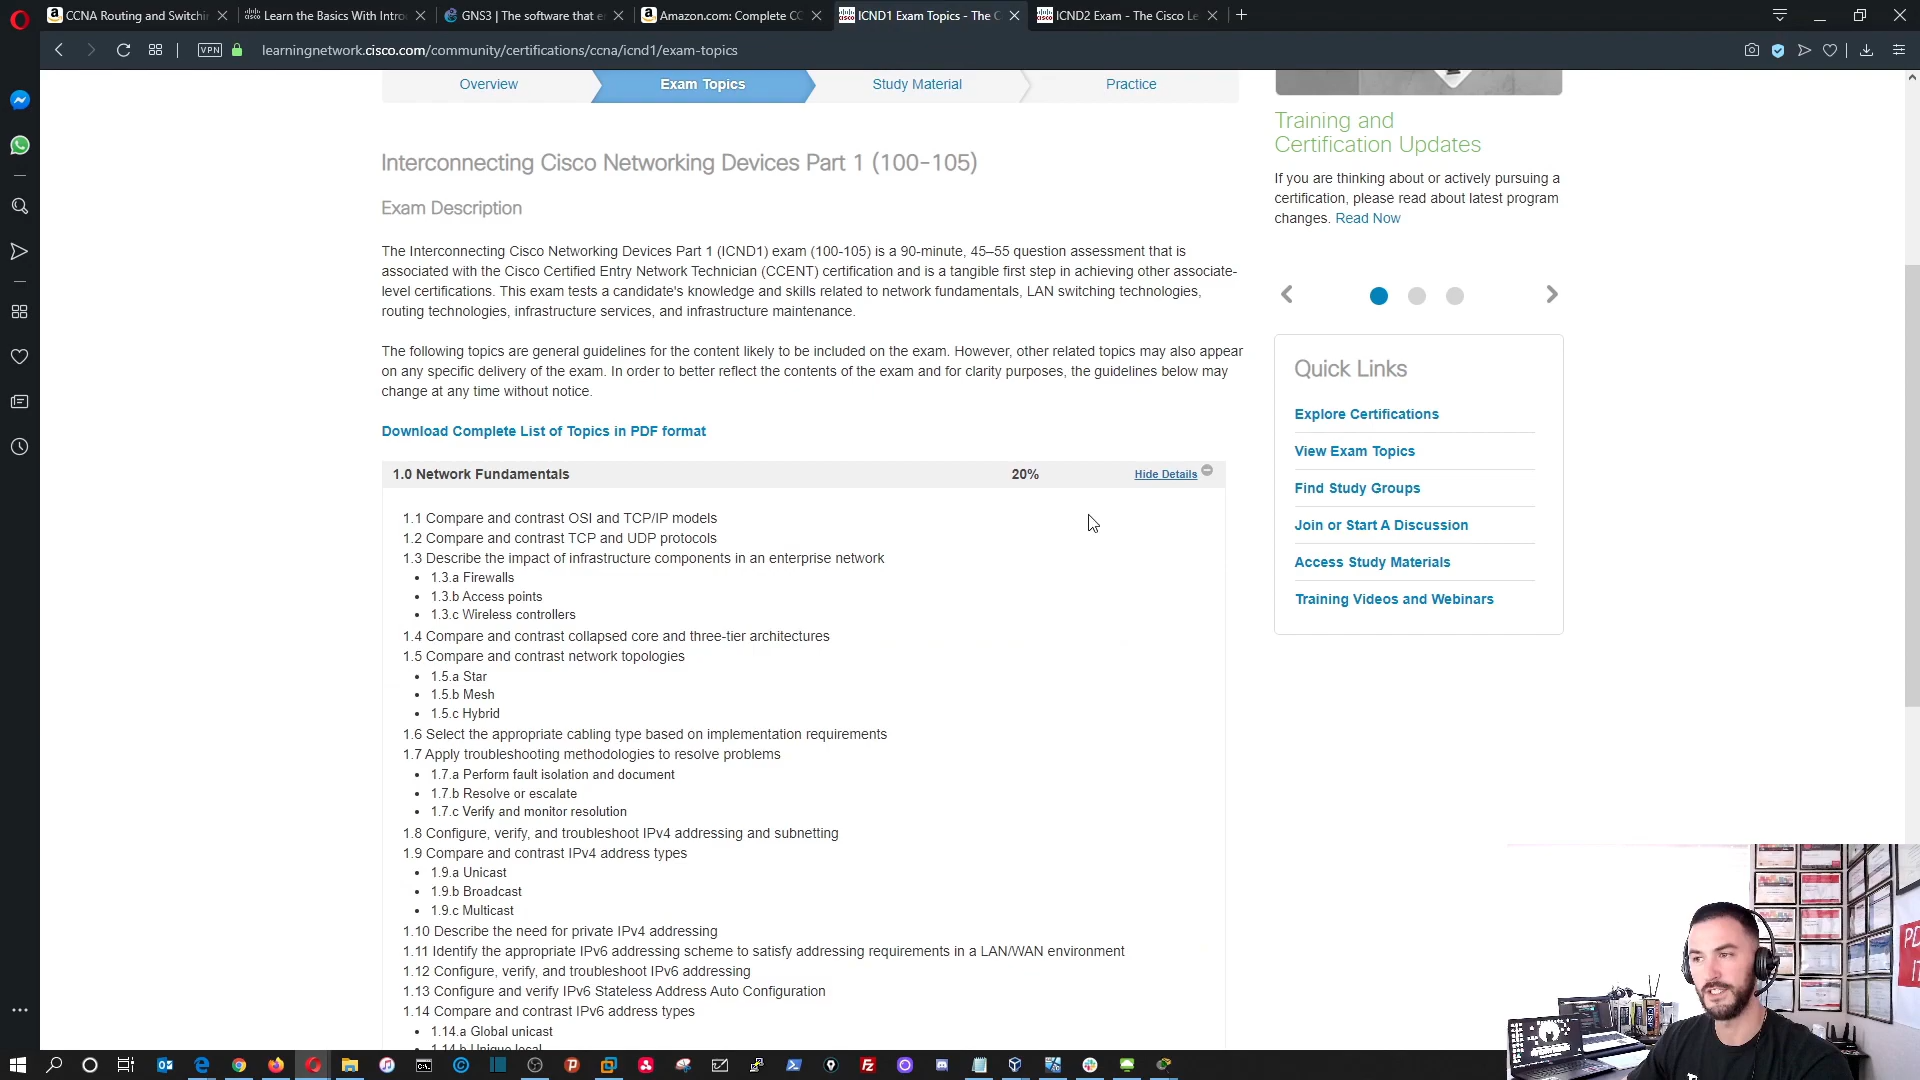 CCNA Routing and Switchin
Learn the Basics With Intro
GNS3 | The software that e
Amazon.com: Complete CC
ICND1 Exam Topics - The C
ICND2 Exam - The Cisco Le
VPN
learningnetwork.cisco.com/community/certifications/ccna/icnd1/exam-topics
Overview
Exam Topics
Study Material
Practice
Interconnecting Cisco Networking Devices Part 1 (100-105)
Exam Description
The Interconnecting Cisco Networking Devices Part 1 (ICND1) exam (100-105) is a 90-minute, 45–55 question assessment that is
associated with the Cisco Certified Entry Network Technician (CCENT) certification and is a tangible first step in achieving other associate-
level certifications. This exam tests a candidate's knowledge and skills related to network fundamentals, LAN switching technologies,
routing technologies, infrastructure services, and infrastructure maintenance.
The following topics are general guidelines for the content likely to be included on the exam. However, other related topics may also appear
on any specific delivery of the exam. In order to better reflect the contents of the exam and for clarity purposes, the guidelines below may
change at any time without notice.
Download Complete List of Topics in PDF format
1.0 Network Fundamentals 20% Hide Details
1.1 Compare and contrast OSI and TCP/IP models
1.2 Compare and contrast TCP and UDP protocols
1.3 Describe the impact of infrastructure components in an enterprise network
• 1.3.a Firewalls
• 1.3.b Access points
• 1.3.c Wireless controllers
1.4 Compare and contrast collapsed core and three-tier architectures
1.5 Compare and contrast network topologies
• 1.5.a Star
• 1.5.b Mesh
• 1.5.c Hybrid
1.6 Select the appropriate cabling type based on implementation requirements
1.7 Apply troubleshooting methodologies to resolve problems
• 1.7.a Perform fault isolation and document
• 1.7.b Resolve or escalate
• 1.7.c Verify and monitor resolution
1.8 Configure, verify, and troubleshoot IPv4 addressing and subnetting
1.9 Compare and contrast IPv4 address types
• 1.9.a Unicast
• 1.9.b Broadcast
• 1.9.c Multicast
1.10 Describe the need for private IPv4 addressing
1.11 Identify the appropriate IPv6 addressing scheme to satisfy addressing requirements in a LAN/WAN environment
1.12 Configure, verify, and troubleshoot IPv6 addressing
1.13 Configure and verify IPv6 Stateless Address Auto Configuration
1.14 Compare and contrast IPv6 address types
• 1.14.a Global unicast
• 1.14.b Unique local
Training and
Certification Updates
If you are thinking about or actively pursuing a
certification, please read about latest program
changes. Read Now
Quick Links
Explore Certifications
View Exam Topics
Find Study Groups
Join or Start A Discussion
Access Study Materials
Training Videos and Webinars